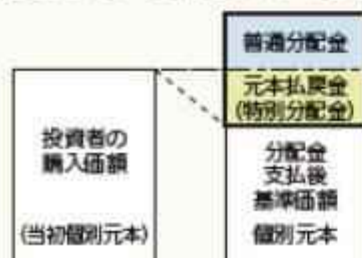 普通分配金
元本払戻金
(特別分配金)
投資者の
購入価額
(当初個別元本)
分配金
支払後
基準価額
個別元本